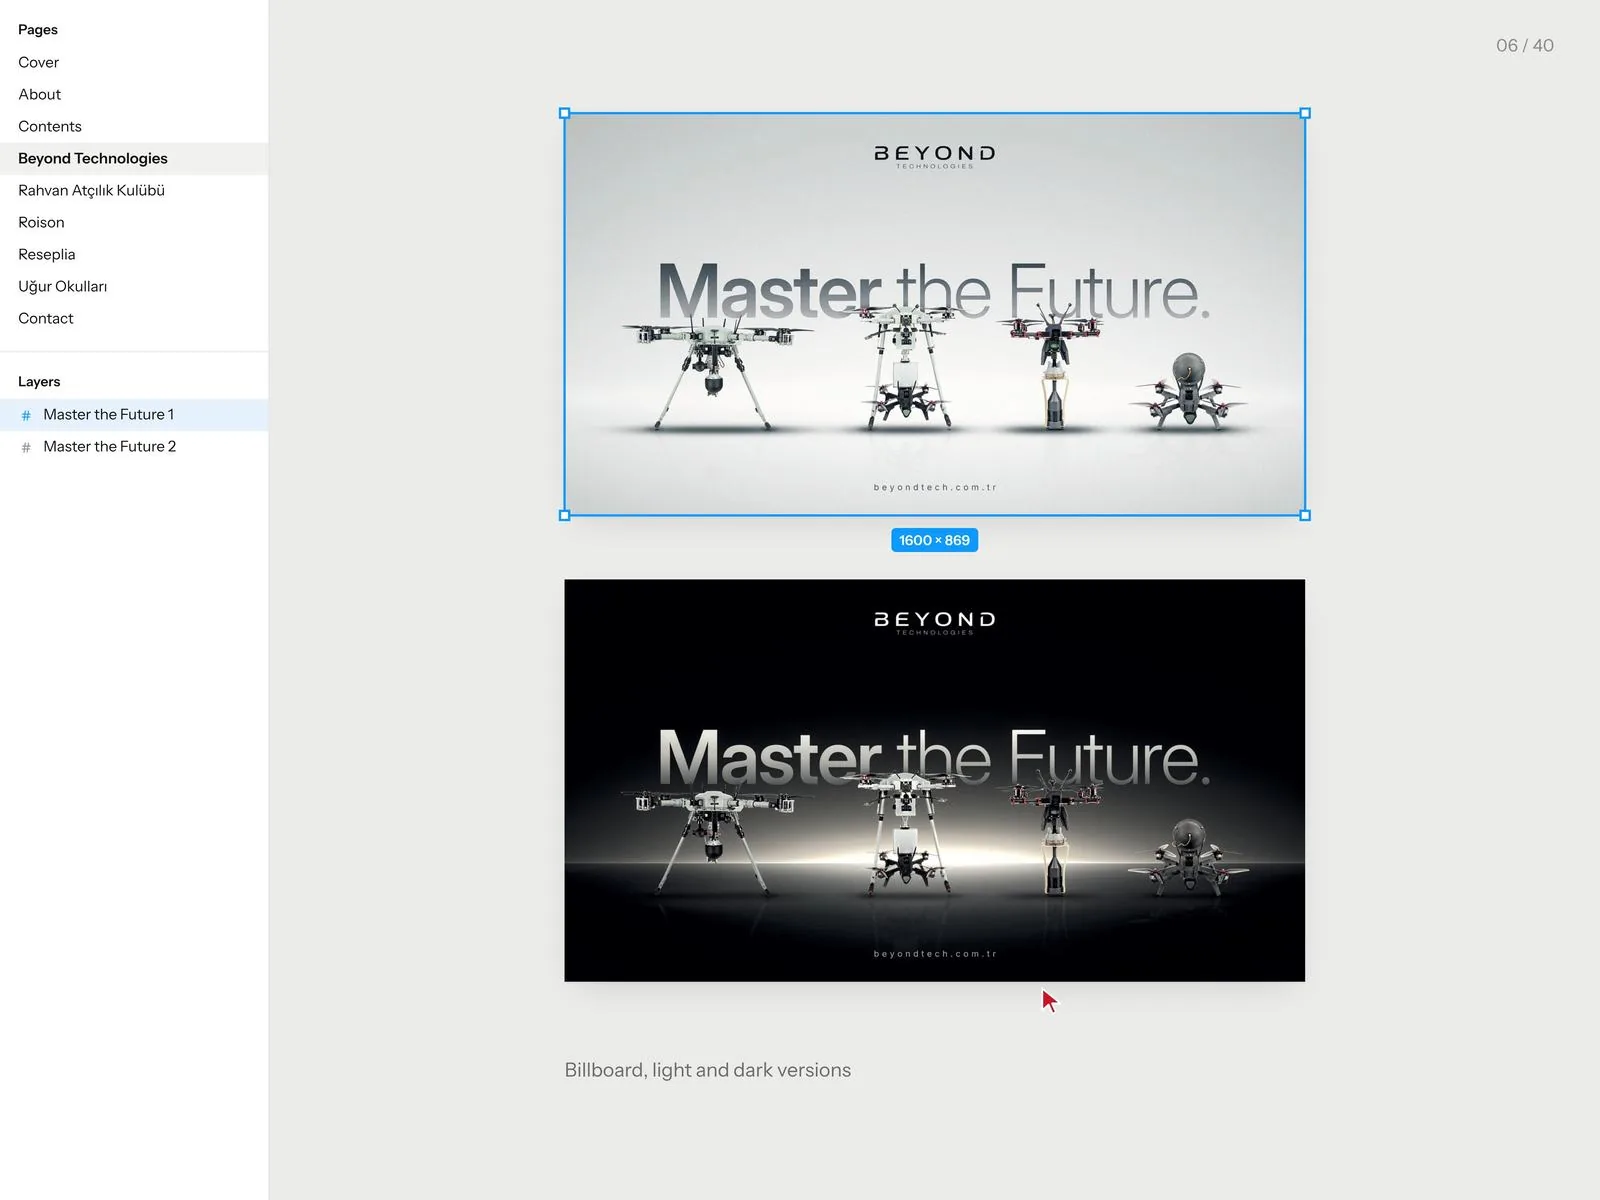 Pages
Cover
About
Contents
Beyond Technologies
Rahvan Atçılık Kulübü
Roison
Reseplia
Uğur Okulları
Contact
Layers
# Master the Future 1
# Master the Future 2
06 / 40
BEYOND
TECHNOLOGIES
Master the Future.
beyondtech.com.tr
1600 × 869
BEYOND
TECHNOLOGIES
Master the Future.
beyondtech.com.tr
Billboard, light and dark versions